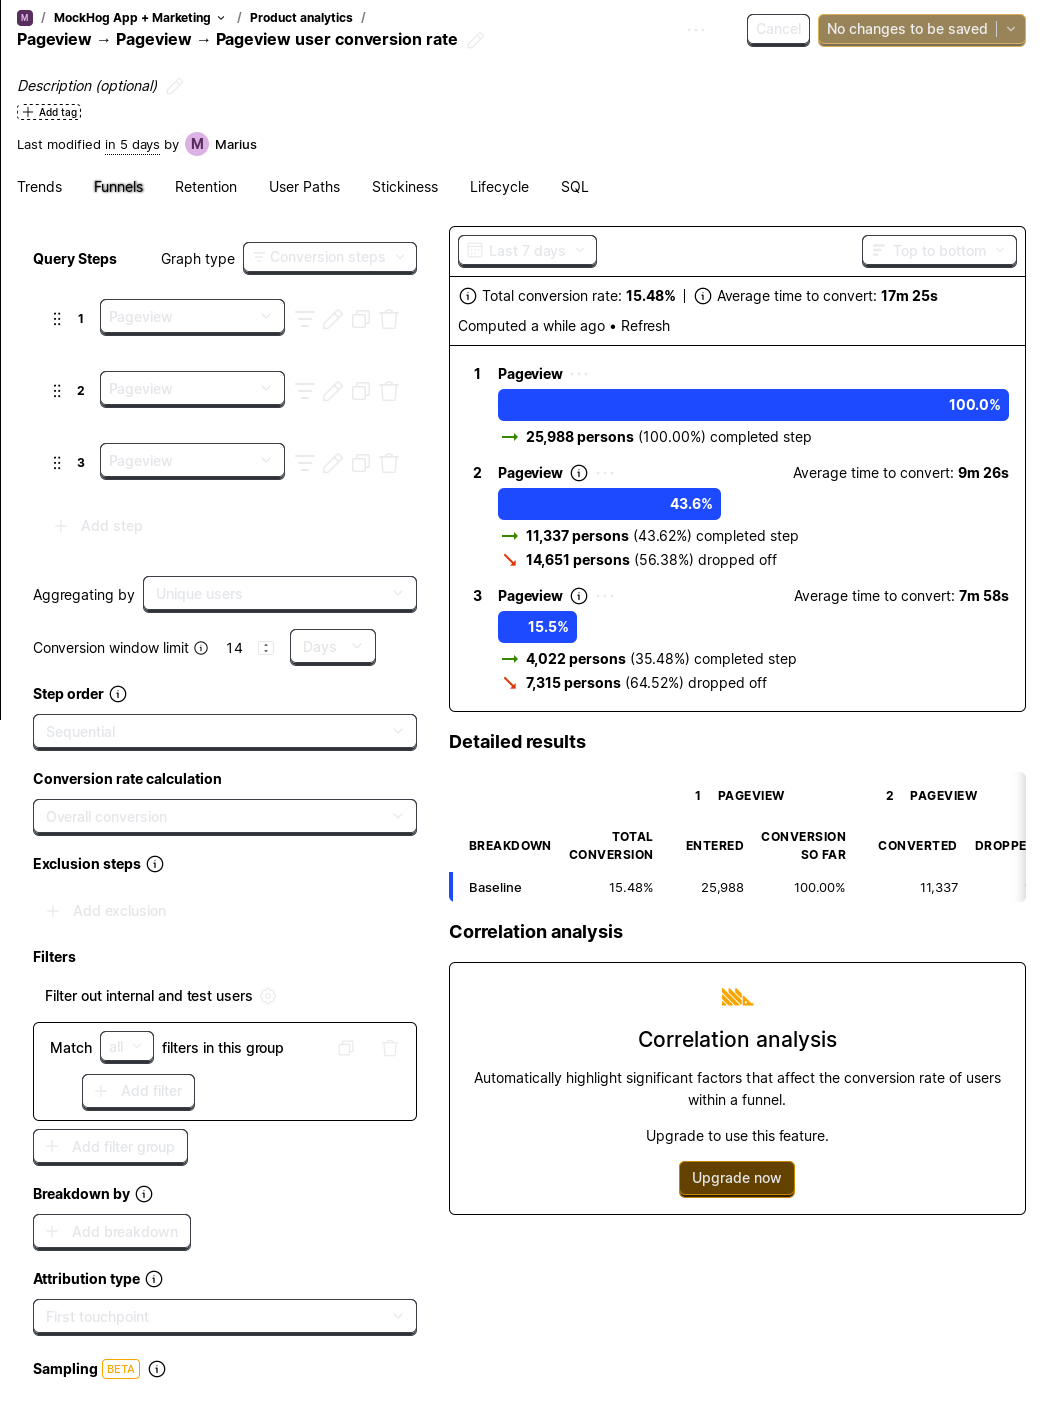 M / MockHog App + Marketing / Product analytics /
Pageview → Pageview → Pageview user conversion rate
Cancel
No changes to be saved
Description (optional)
Add tag
Last modified in 5 days by M Marius
Trends Funnels Retention User Paths Stickiness Lifecycle SQL
Query Steps
Graph type Conversion steps
1 Pageview
2 Pageview
3 Pageview
Add step
Aggregating by Unique users
Conversion window limit 14 Days
Step order
Sequential
Conversion rate calculation
Overall conversion
Exclusion steps
Add exclusion
Filters
Filter out internal and test users
Match all filters in this group
Add filter
Add filter group
Breakdown by
Add breakdown
Attribution type
First touchpoint
Sampling BETA
Last 7 days
Top to bottom
Total conversion rate: 15.48% | Average time to convert: 17m 25s
Computed a while ago • Refresh
1 Pageview
100.0%
25,988 persons (100.00%) completed step
2 Pageview Average time to convert: 9m 26s
43.6%
11,337 persons (43.62%) completed step
14,651 persons (56.38%) dropped off
3 Pageview Average time to convert: 7m 58s
15.5%
4,022 persons (35.48%) completed step
7,315 persons (64.52%) dropped off
Detailed results
1 PAGEVIEW 2 PAGEVIEW
BREAKDOWN TOTAL CONVERSION ENTERED CONVERSION SO FAR CONVERTED DROPPE
Baseline 15.48% 25,988 100.00% 11,337
Correlation analysis
Correlation analysis
Automatically highlight significant factors that affect the conversion rate of users
within a funnel.
Upgrade to use this feature.
Upgrade now